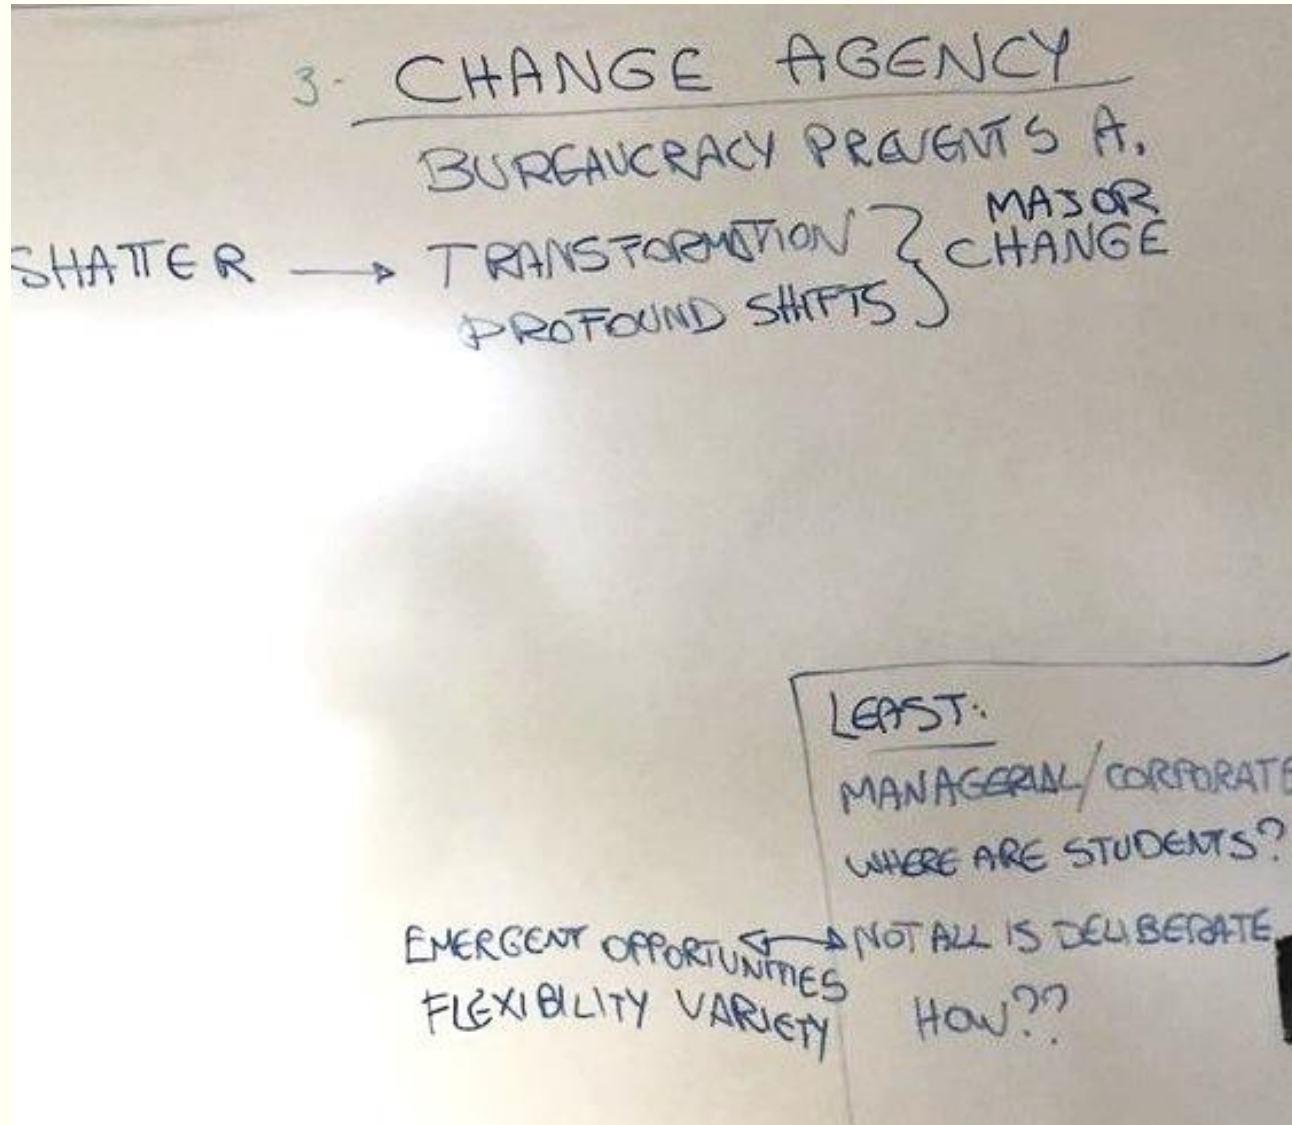 3- CHANGE AGENCY
BUREAUCRACY PREVENTS A.
SHATTER → TRANSFORMATION } MAJOR
PROFOUND SHIFTS } CHANGE
LEAST:
MANAGERIAL/CORPORATE
WHERE ARE STUDENTS?
EMERGENT OPPORTUNITIES ↔ NOT ALL IS DELIBERATE
FLEXIBILITY VARIETY HOW??